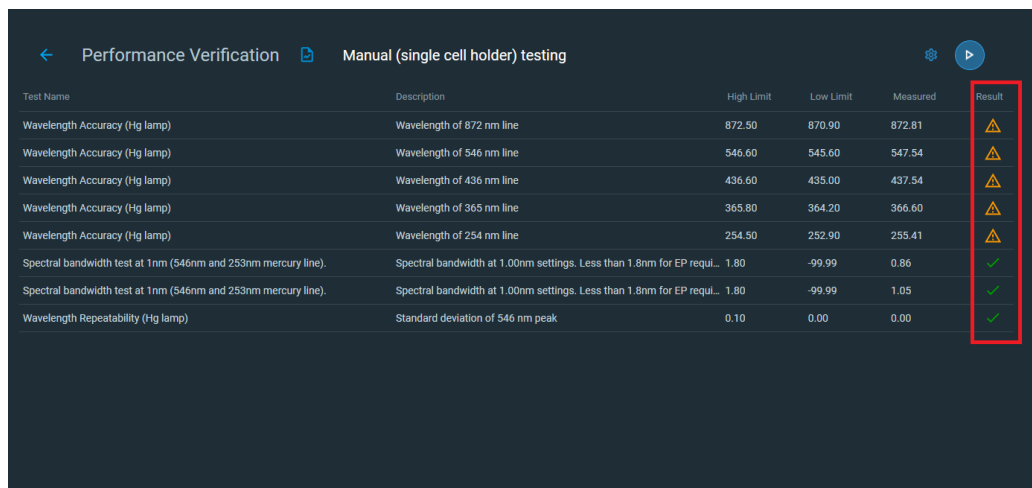 Performance Verification Manual (single cell holder) testing
Test Name Description High Limit Low Limit Measured Result
Wavelength Accuracy (Hg lamp) Wavelength of 872 nm line 872.50 870.90 872.81
Wavelength Accuracy (Hg lamp) Wavelength of 546 nm line 546.60 545.60 547.54
Wavelength Accuracy (Hg lamp) Wavelength of 436 nm line 436.60 435.00 437.54
Wavelength Accuracy (Hg lamp) Wavelength of 365 nm line 365.80 364.20 366.60
Wavelength Accuracy (Hg lamp) Wavelength of 254 nm line 254.50 252.90 255.41
Spectral bandwidth test at 1nm (546nm and 253nm mercury line). Spectral bandwidth at 1.00nm settings. Less than 1.8nm for EP requi... 1.80 -99.99 0.86
Spectral bandwidth test at 1nm (546nm and 253nm mercury line). Spectral bandwidth at 1.00nm settings. Less than 1.8nm for EP requi... 1.80 -99.99 1.05
Wavelength Repeatability (Hg lamp) Standard deviation of 546 nm peak 0.10 0.00 0.00